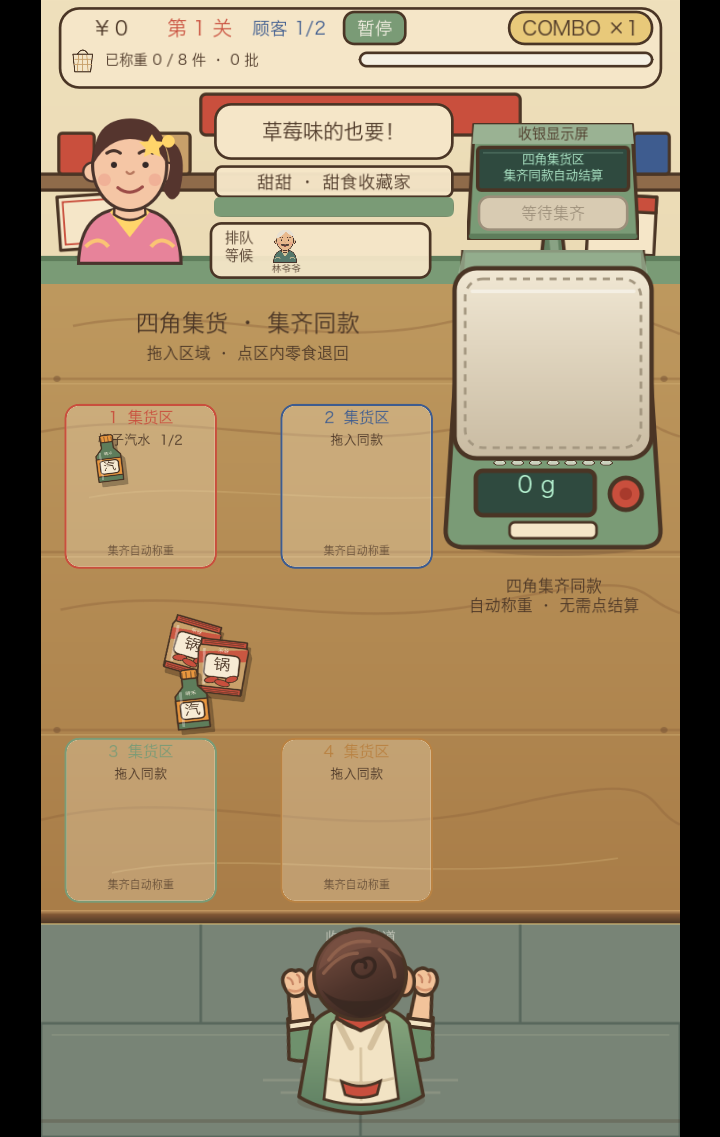 ¥0 第1关 顾客 1/2 暂停 COMBO ×1
已称重 0/8 件 · 0 批
草莓味的也要!
甜甜 · 甜食收藏家
排队
等候
林爷爷
收银显示屏
四角集货区
集齐同款自动结算
等待集齐
四角集货 · 集齐同款
拖入区域 · 点区内零食退回
1 集货区
子汽水 1/2
汽
集齐自动称重
2 集货区
拖入同款
集齐自动称重
0 g
四角集齐同款
自动称重 · 无需点结算
锅
锅
汽
3 集货区
拖入同款
集齐自动称重
4 集货区
拖入同款
集齐自动称重